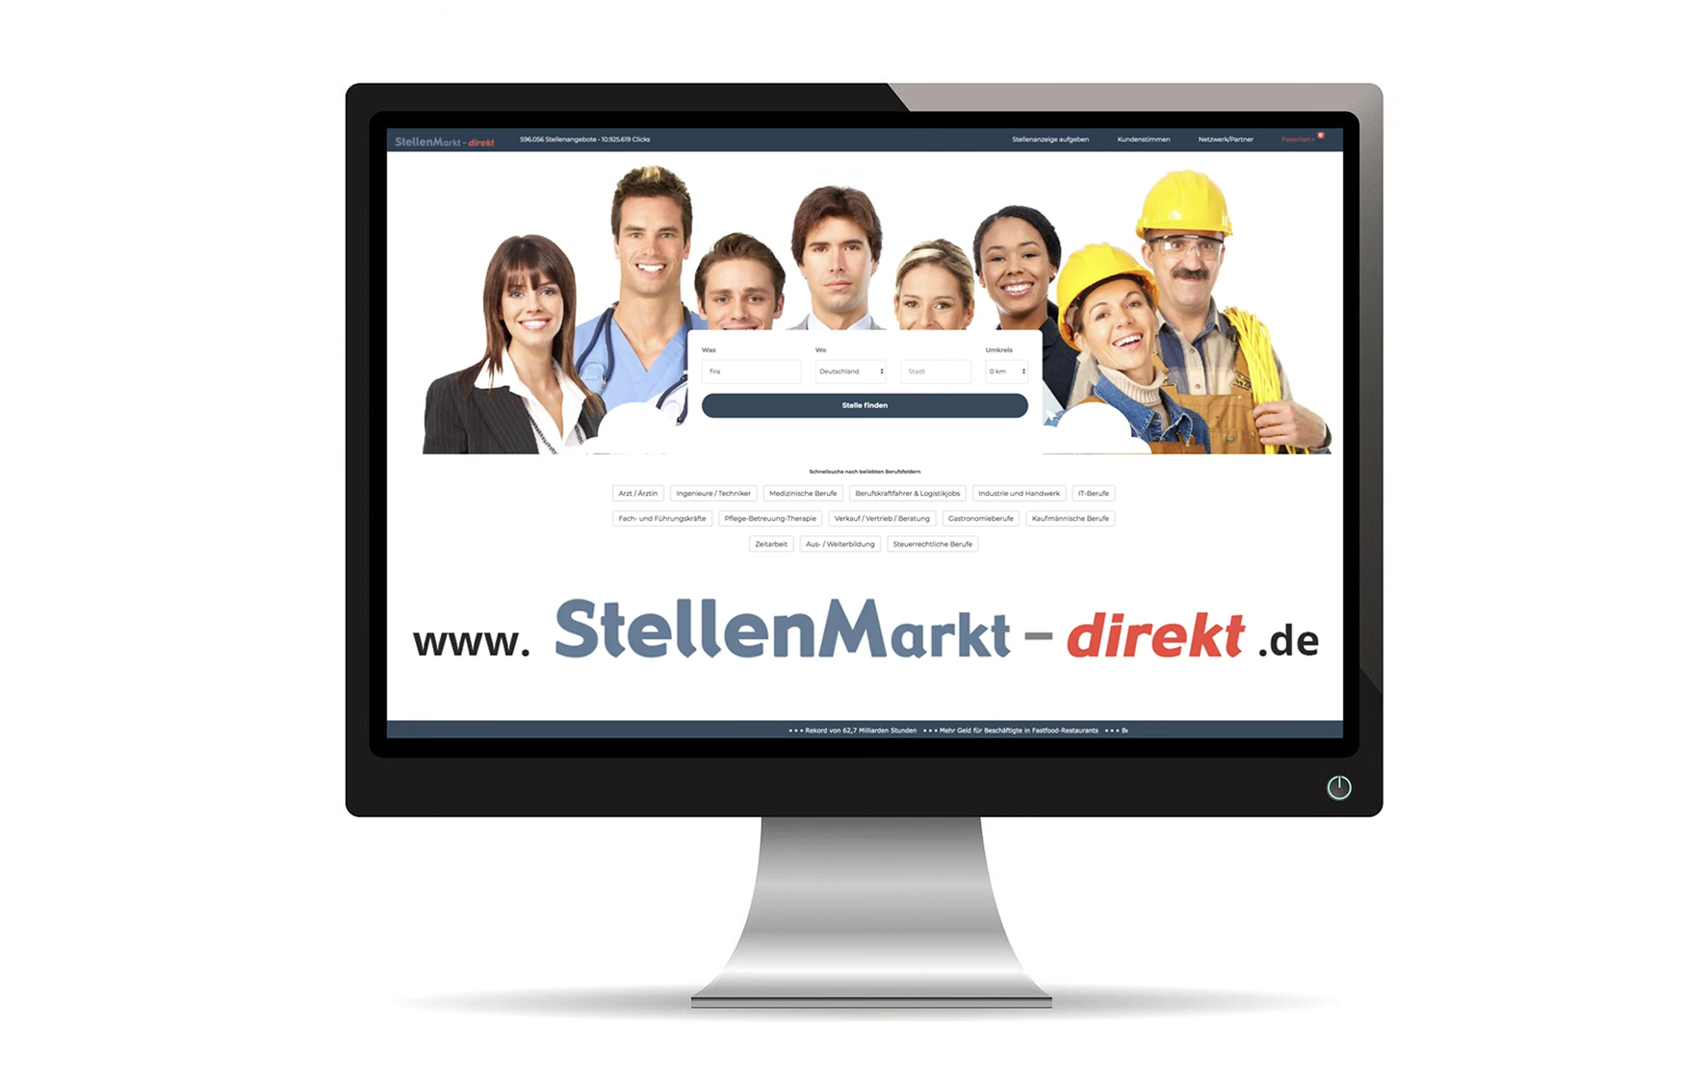 StellenMarkt - direkt 596.056 Stellenangebote • 10.925.619 Clicks Stellenanzeige aufgeben Kundenstimmen Netzwerk/Partner Favoriten
Was Wo Umkreis
fira Deutschland Stadt 0 km
Stelle finden
Schnellsuche nach beliebten Berufsfeldern
Arzt / Ärztin Ingenieure / Techniker Medizinische Berufe Berufskraftfahrer & Logistikjobs Industrie und Handwerk IT-Berufe
Fach- und Führungskräfte Pflege-Betreuung-Therapie Verkauf / Vertrieb / Beratung Gastronomieberufe Kaufmännische Berufe
Zeitarbeit Aus- / Weiterbildung Steuerrechtliche Berufe
www. StellenMarkt - direkt .de
• • • Rekord von 62,7 Milliarden Stunden • • • Mehr Geld für Beschäftigte in Fastfood-Restaurants • • •